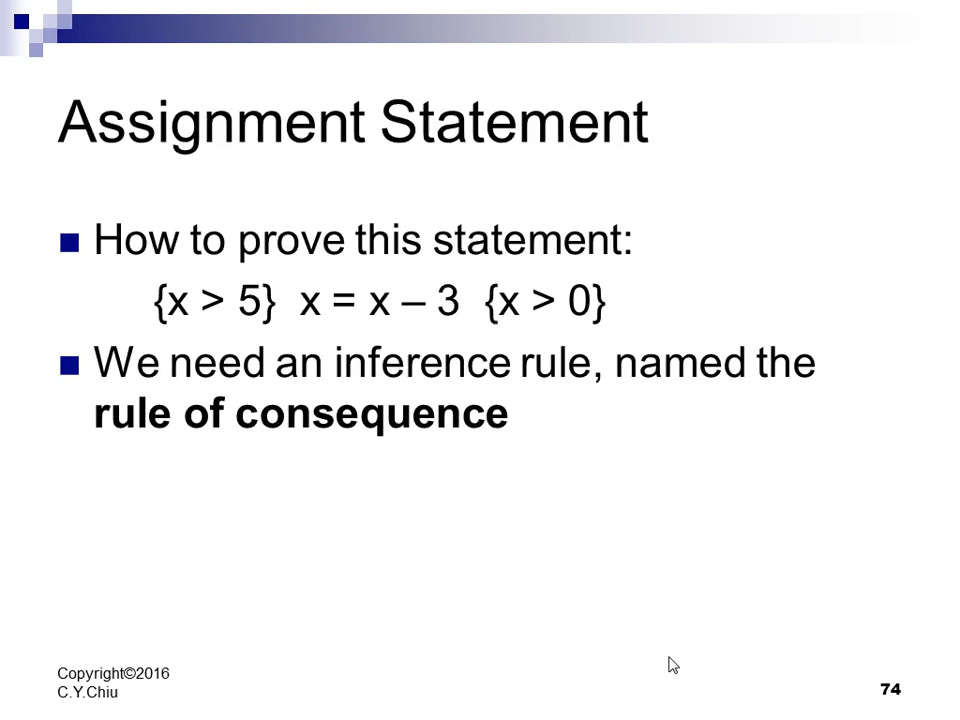 Assignment Statement
How to prove this statement:
{x > 5} x = x – 3 {x > 0}
We need an inference rule, named the
rule of consequence
Copyright©2016
C.Y.Chiu
74